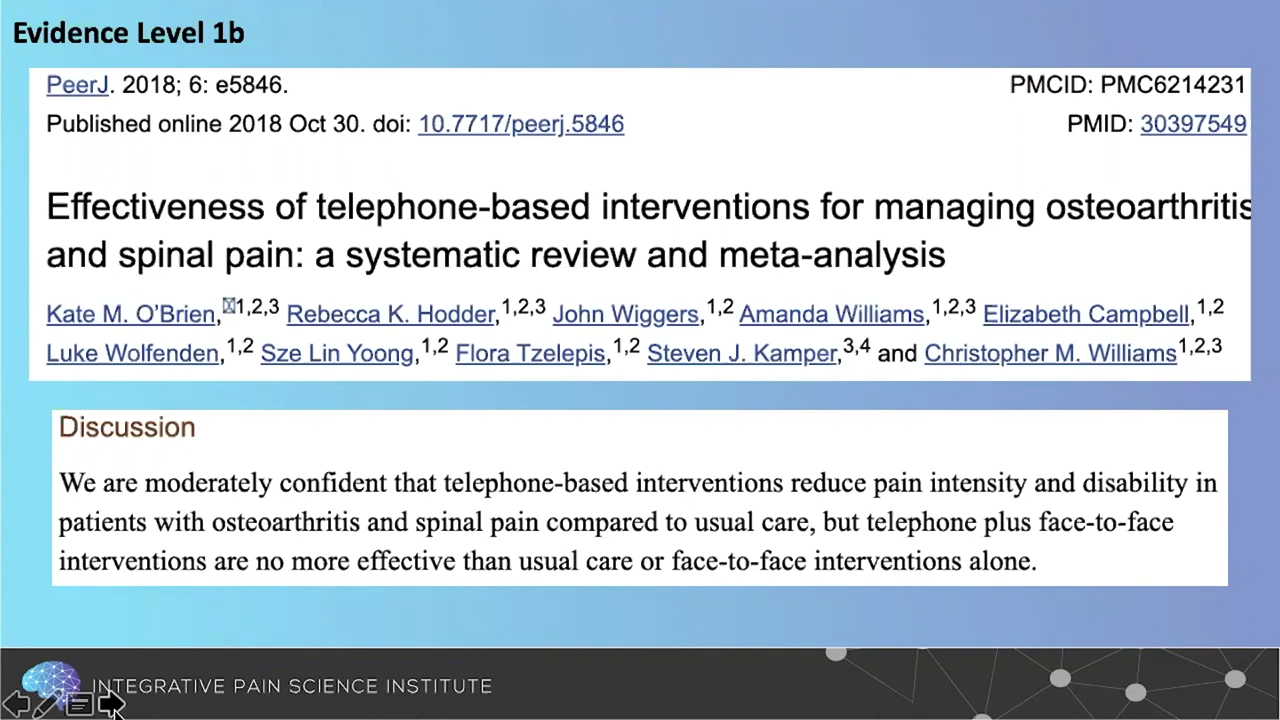 Evidence Level 1b
PeerJ. 2018; 6: e5846.
PMCID: PMC6214231
Published online 2018 Oct 30. doi: 10.7717/peerj.5846
PMID: 30397549
Effectiveness of telephone-based interventions for managing osteoarthritis
and spinal pain: a systematic review and meta-analysis
Kate M. O’Brien,1,2,3 Rebecca K. Hodder,1,2,3 John Wiggers,1,2 Amanda Williams,1,2,3 Elizabeth Campbell,1,2
Luke Wolfenden,1,2 Sze Lin Yoong,1,2 Flora Tzelepis,1,2 Steven J. Kamper,3,4 and Christopher M. Williams1,2,3
Discussion
We are moderately confident that telephone-based interventions reduce pain intensity and disability in
patients with osteoarthritis and spinal pain compared to usual care, but telephone plus face-to-face
interventions are no more effective than usual care or face-to-face interventions alone.
INTEGRATIVE PAIN SCIENCE INSTITUTE